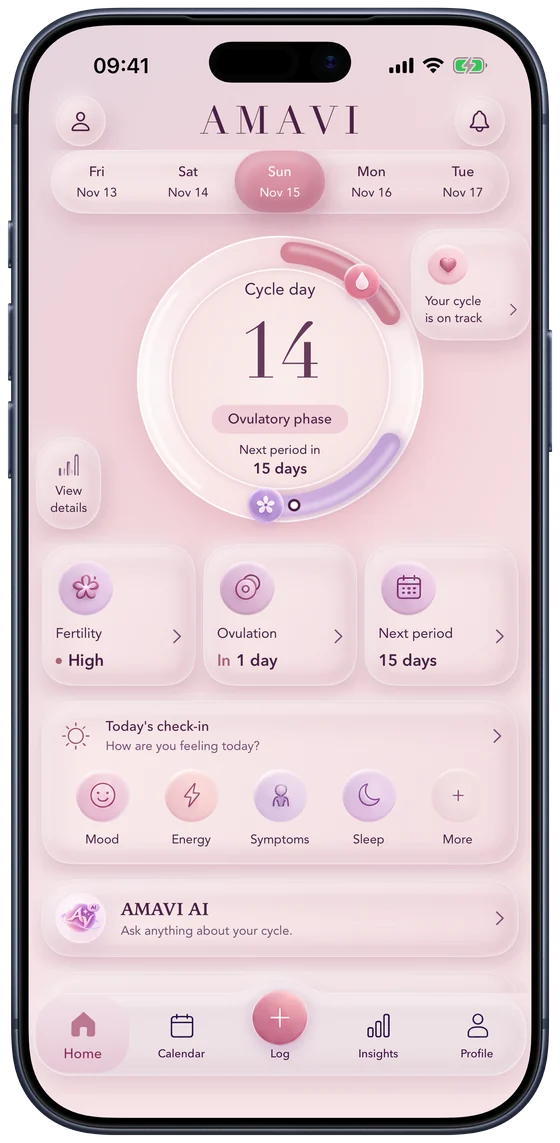 09:41
AMAVI
Fri
Nov 13
Sat
Nov 14
Sun
Nov 15
Mon
Nov 16
Tue
Nov 17
Cycle day
14
Ovulatory phase
Next period in
15 days
Your cycle
is on track
View
details
Fertility
High
Ovulation
In 1 day
Next period
15 days
Today's check-in
How are you feeling today?
Mood
Energy
Symptoms
Sleep
More
AMAVI AI
Ask anything about your cycle.
Home
Calendar
Log
Insights
Profile